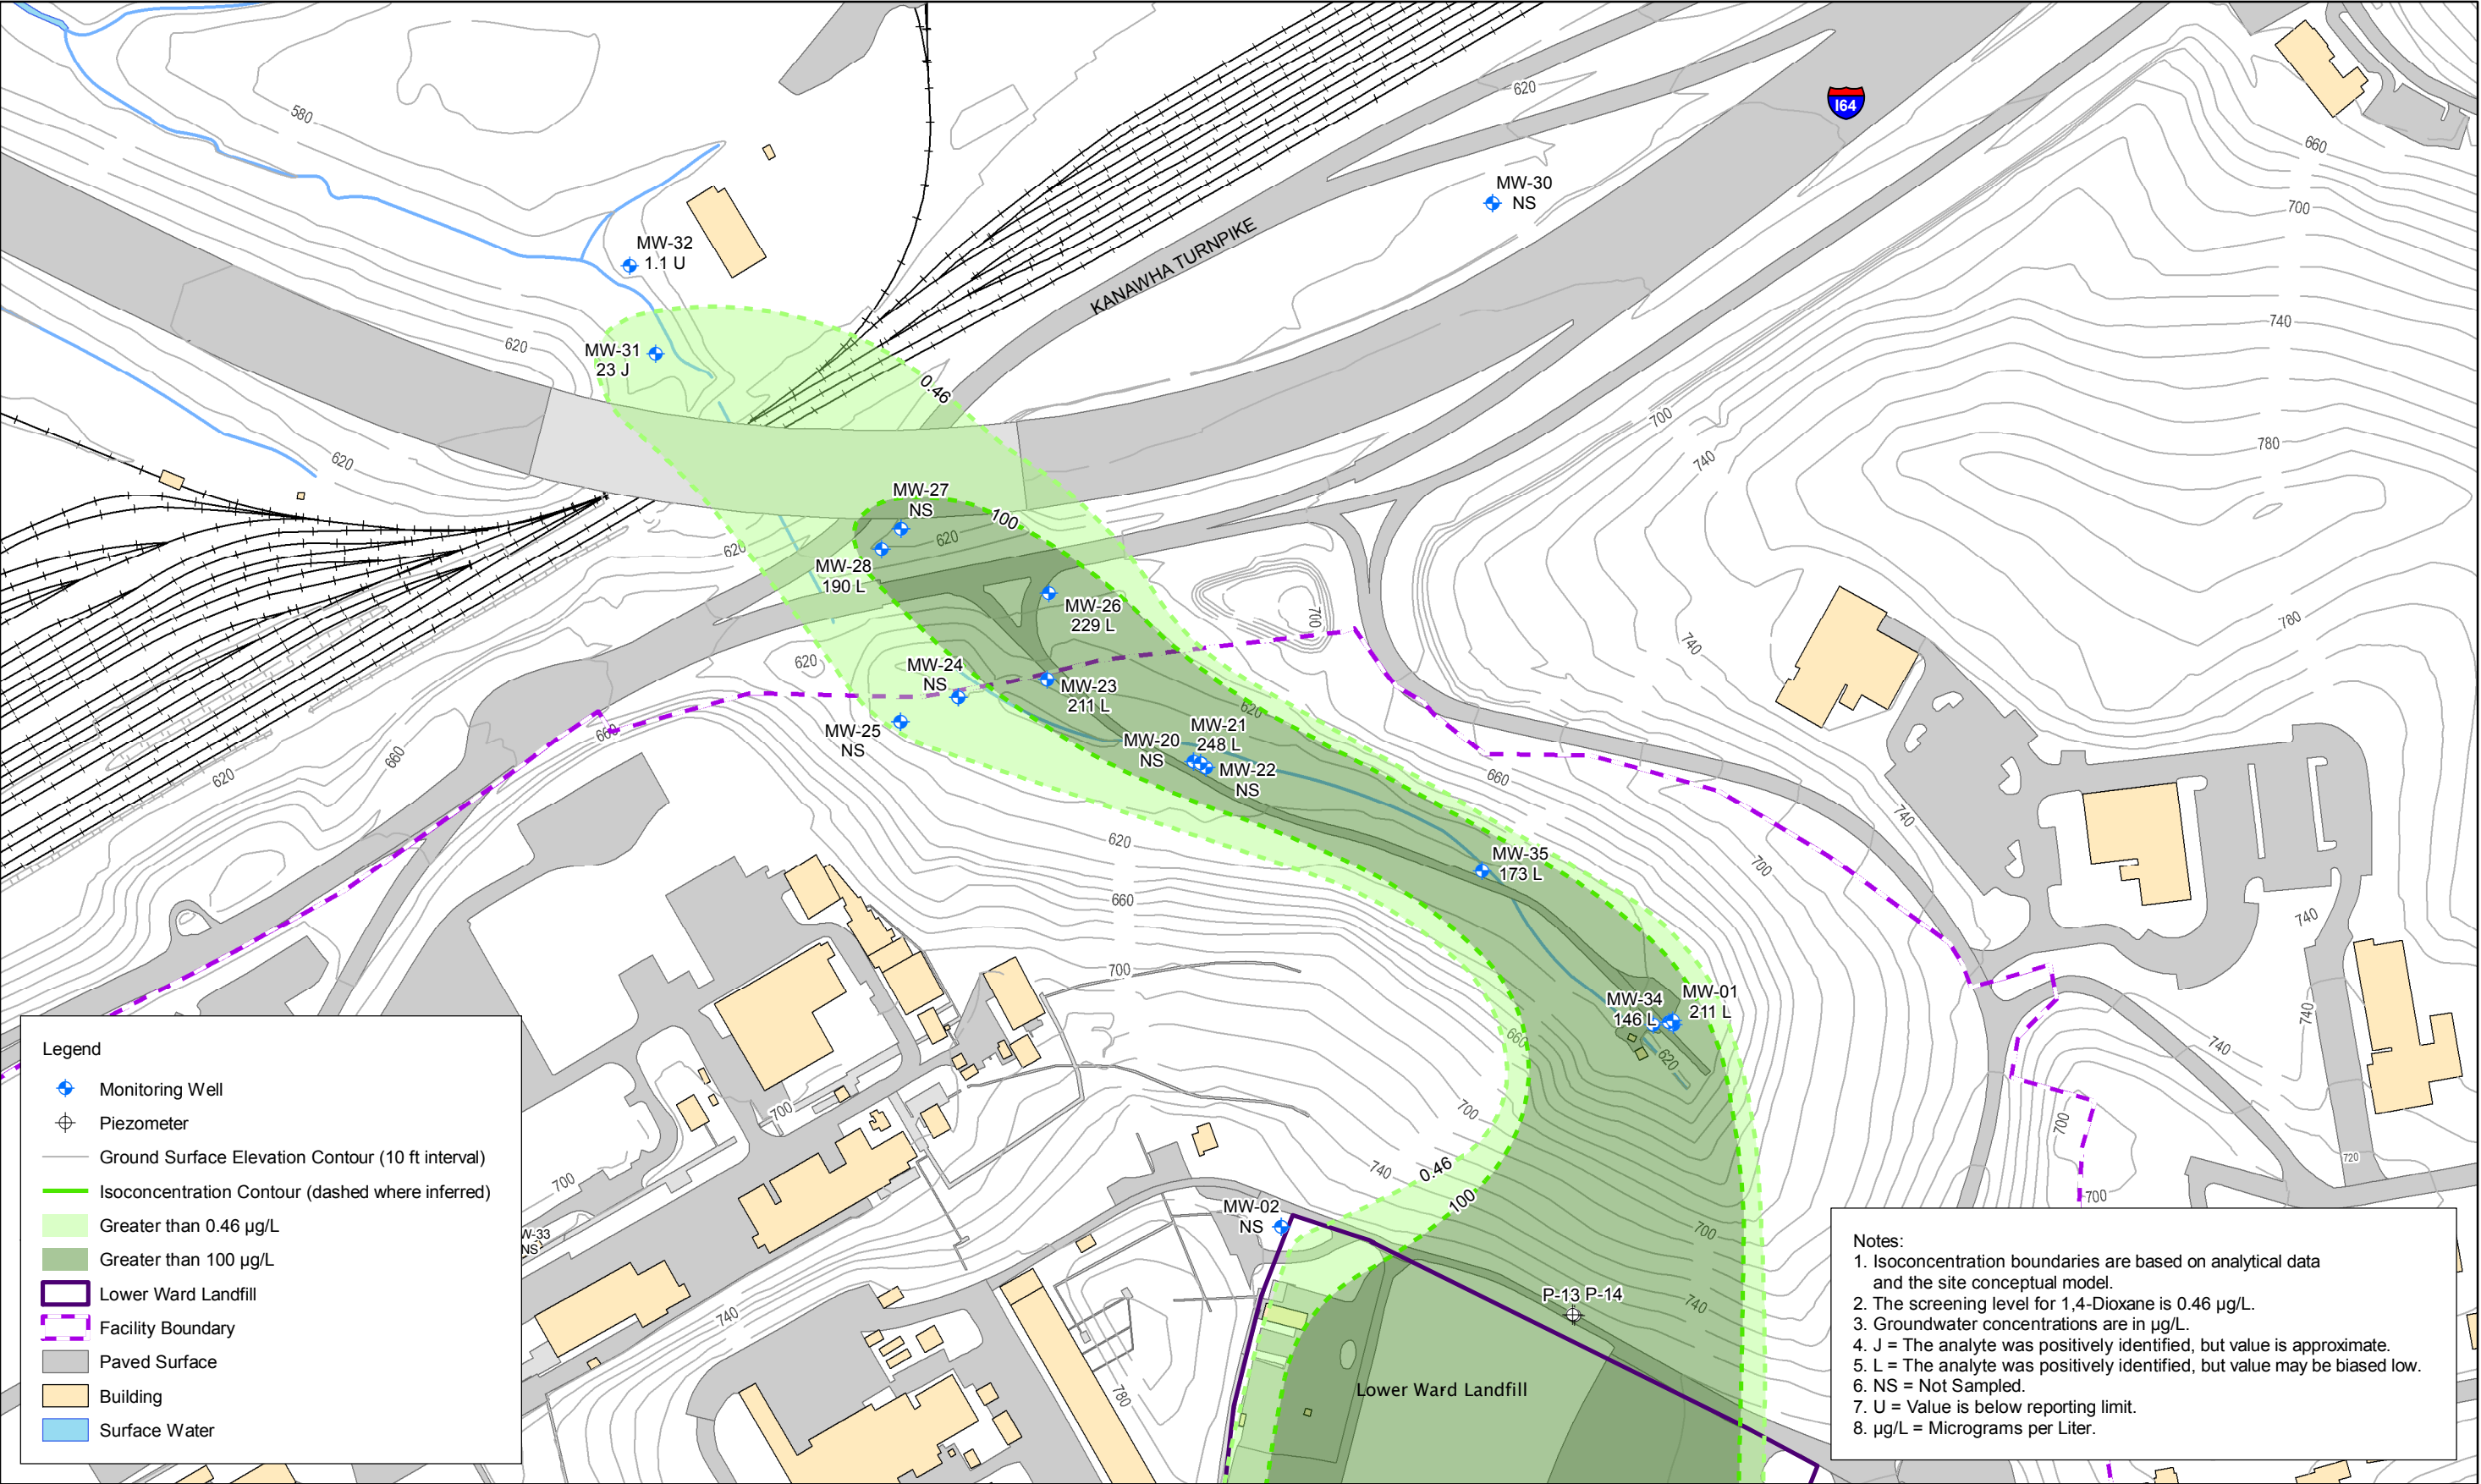 580
620
I64
660
MW-30
NS
700
KANAWHA TURNPIKE
MW-32
1.1 U
740
620
MW-31
23 J
0.46
700
780
740
620
MW-27
NS
100
620
620
MW-28
190 L
MW-26
229 L
700
780
740
620
MW-24
NS
MW-23
211 L
620
MW-25
NS
MW-21
248 L
MW-20
NS
MW-22
NS
660
660
620
660
740
620
MW-35
173 L
700
660
740
700
MW-34
146 L
MW-01
211 L
740
660
620
740
700
700
700
720
740
0.46
700
100
700
MW-02
NS
W-33
NS
700
P-13 P-14
740
740
780
Lower Ward Landfill
Legend
Monitoring Well
Piezometer
Ground Surface Elevation Contour (10 ft interval)
Isoconcentration Contour (dashed where inferred)
Greater than 0.46 µg/L
Greater than 100 µg/L
Lower Ward Landfill
Facility Boundary
Paved Surface
Building
Surface Water
Notes:
1. Isoconcentration boundaries are based on analytical data
and the site conceptual model.
2. The screening level for 1,4-Dioxane is 0.46 µg/L.
3. Groundwater concentrations are in µg/L.
4. J = The analyte was positively identified, but value is approximate.
5. L = The analyte was positively identified, but value may be biased low.
6. NS = Not Sampled.
7. U = Value is below reporting limit.
8. µg/L = Micrograms per Liter.